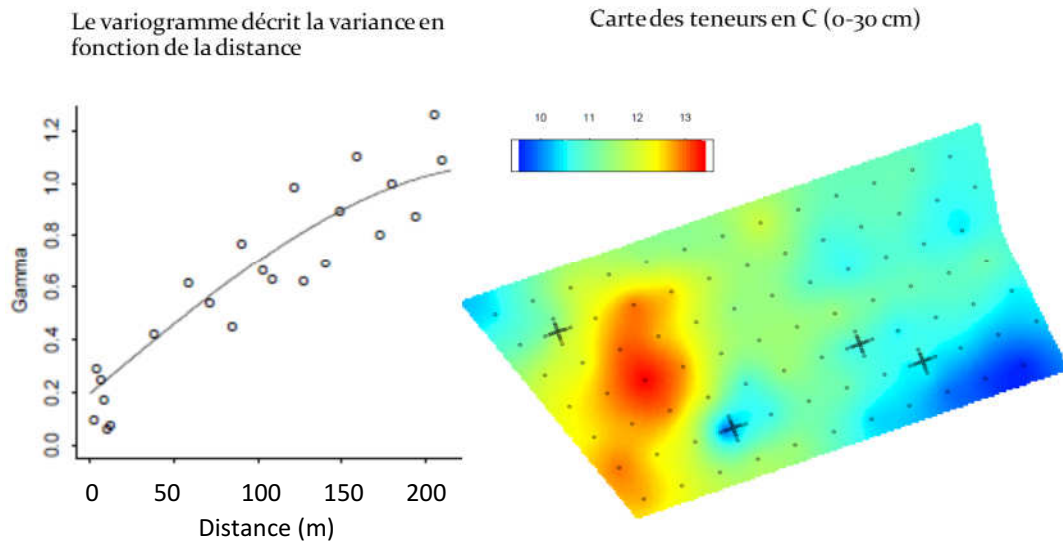 Le variogramme décrit la variance en
fonction de la distance
Carte des teneurs en C (0-30 cm)
10 11 12 13
Gamma
1.2
1.0
0.8
0.6
0.4
0.2
0.0
0 50 100 150 200
Distance (m)